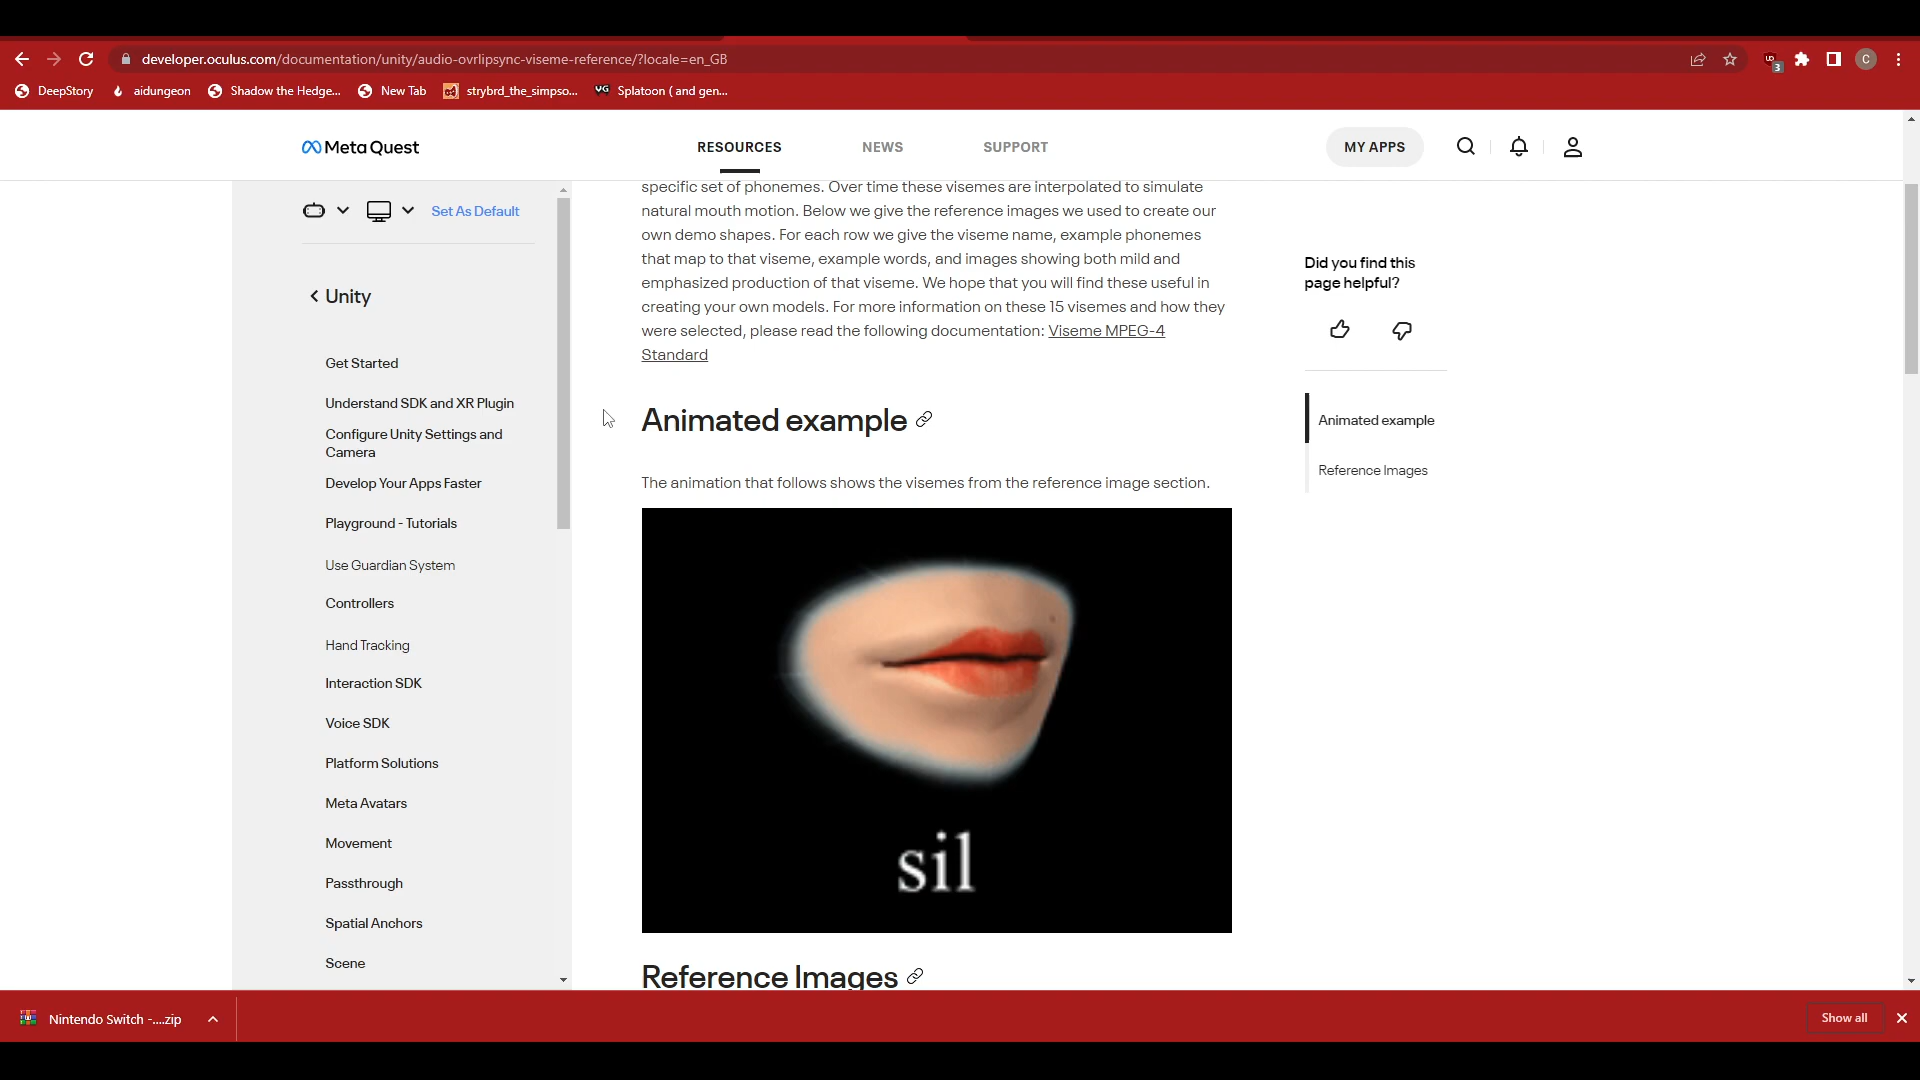 developer.oculus.com/documentation/unity/audio-ovrlipsync-viseme-reference/?locale=en_GB
3
C
DeepStory
aidungeon
Shadow the Hedge...
New Tab
strybrd_the_simpso...
VG
Splatoon ( and gen...
Meta Quest
RESOURCES
NEWS
SUPPORT
MY APPS
Set As Default
Unity
Get Started
Understand SDK and XR Plugin
Configure Unity Settings and
Camera
Develop Your Apps Faster
Playground - Tutorials
Use Guardian System
Controllers
Hand Tracking
Interaction SDK
Voice SDK
Platform Solutions
Meta Avatars
Movement
Passthrough
Spatial Anchors
Scene
specific set of phonemes. Over time these visemes are interpolated to simulate
natural mouth motion. Below we give the reference images we used to create our
own demo shapes. For each row we give the viseme name, example phonemes
that map to that viseme, example words, and images showing both mild and
emphasized production of that viseme. We hope that you will find these useful in
creating your own models. For more information on these 15 visemes and how they
were selected, please read the following documentation: Viseme MPEG-4
Standard
Animated example
The animation that follows shows the visemes from the reference image section.
sil
Reference Images
Did you find this
page helpful?
Animated example
Reference Images
Nintendo Switch -....zip
Show all